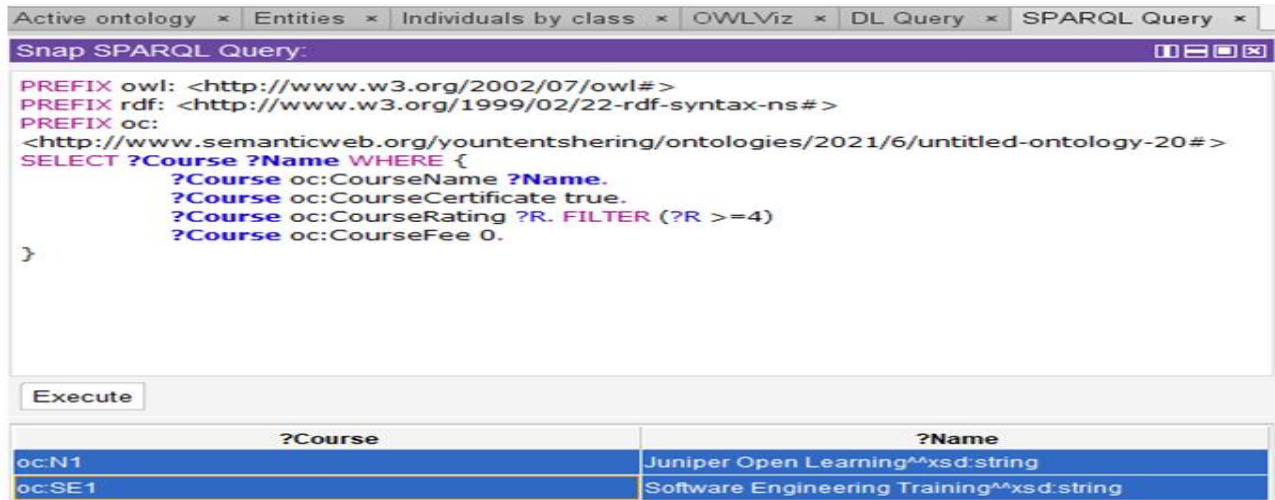 Active ontology × Entities × Individuals by class × OWLViz × DL Query × SPARQL Query ×
Snap SPARQL Query:
PREFIX owl: <http://www.w3.org/2002/07/owl#>
PREFIX rdf: <http://www.w3.org/1999/02/22-rdf-syntax-ns#>
PREFIX oc:
<http://www.semanticweb.org/yountentshering/ontologies/2021/6/untitled-ontology-20#>
SELECT ?Course ?Name WHERE {
?Course oc:CourseName ?Name.
?Course oc:CourseCertificate true.
?Course oc:CourseRating ?R. FILTER (?R >=4)
?Course oc:CourseFee 0.
}
Execute
?Course ?Name
oc:N1 Juniper Open Learning^^xsd:string
oc:SE1 Software Engineering Training^^xsd:string